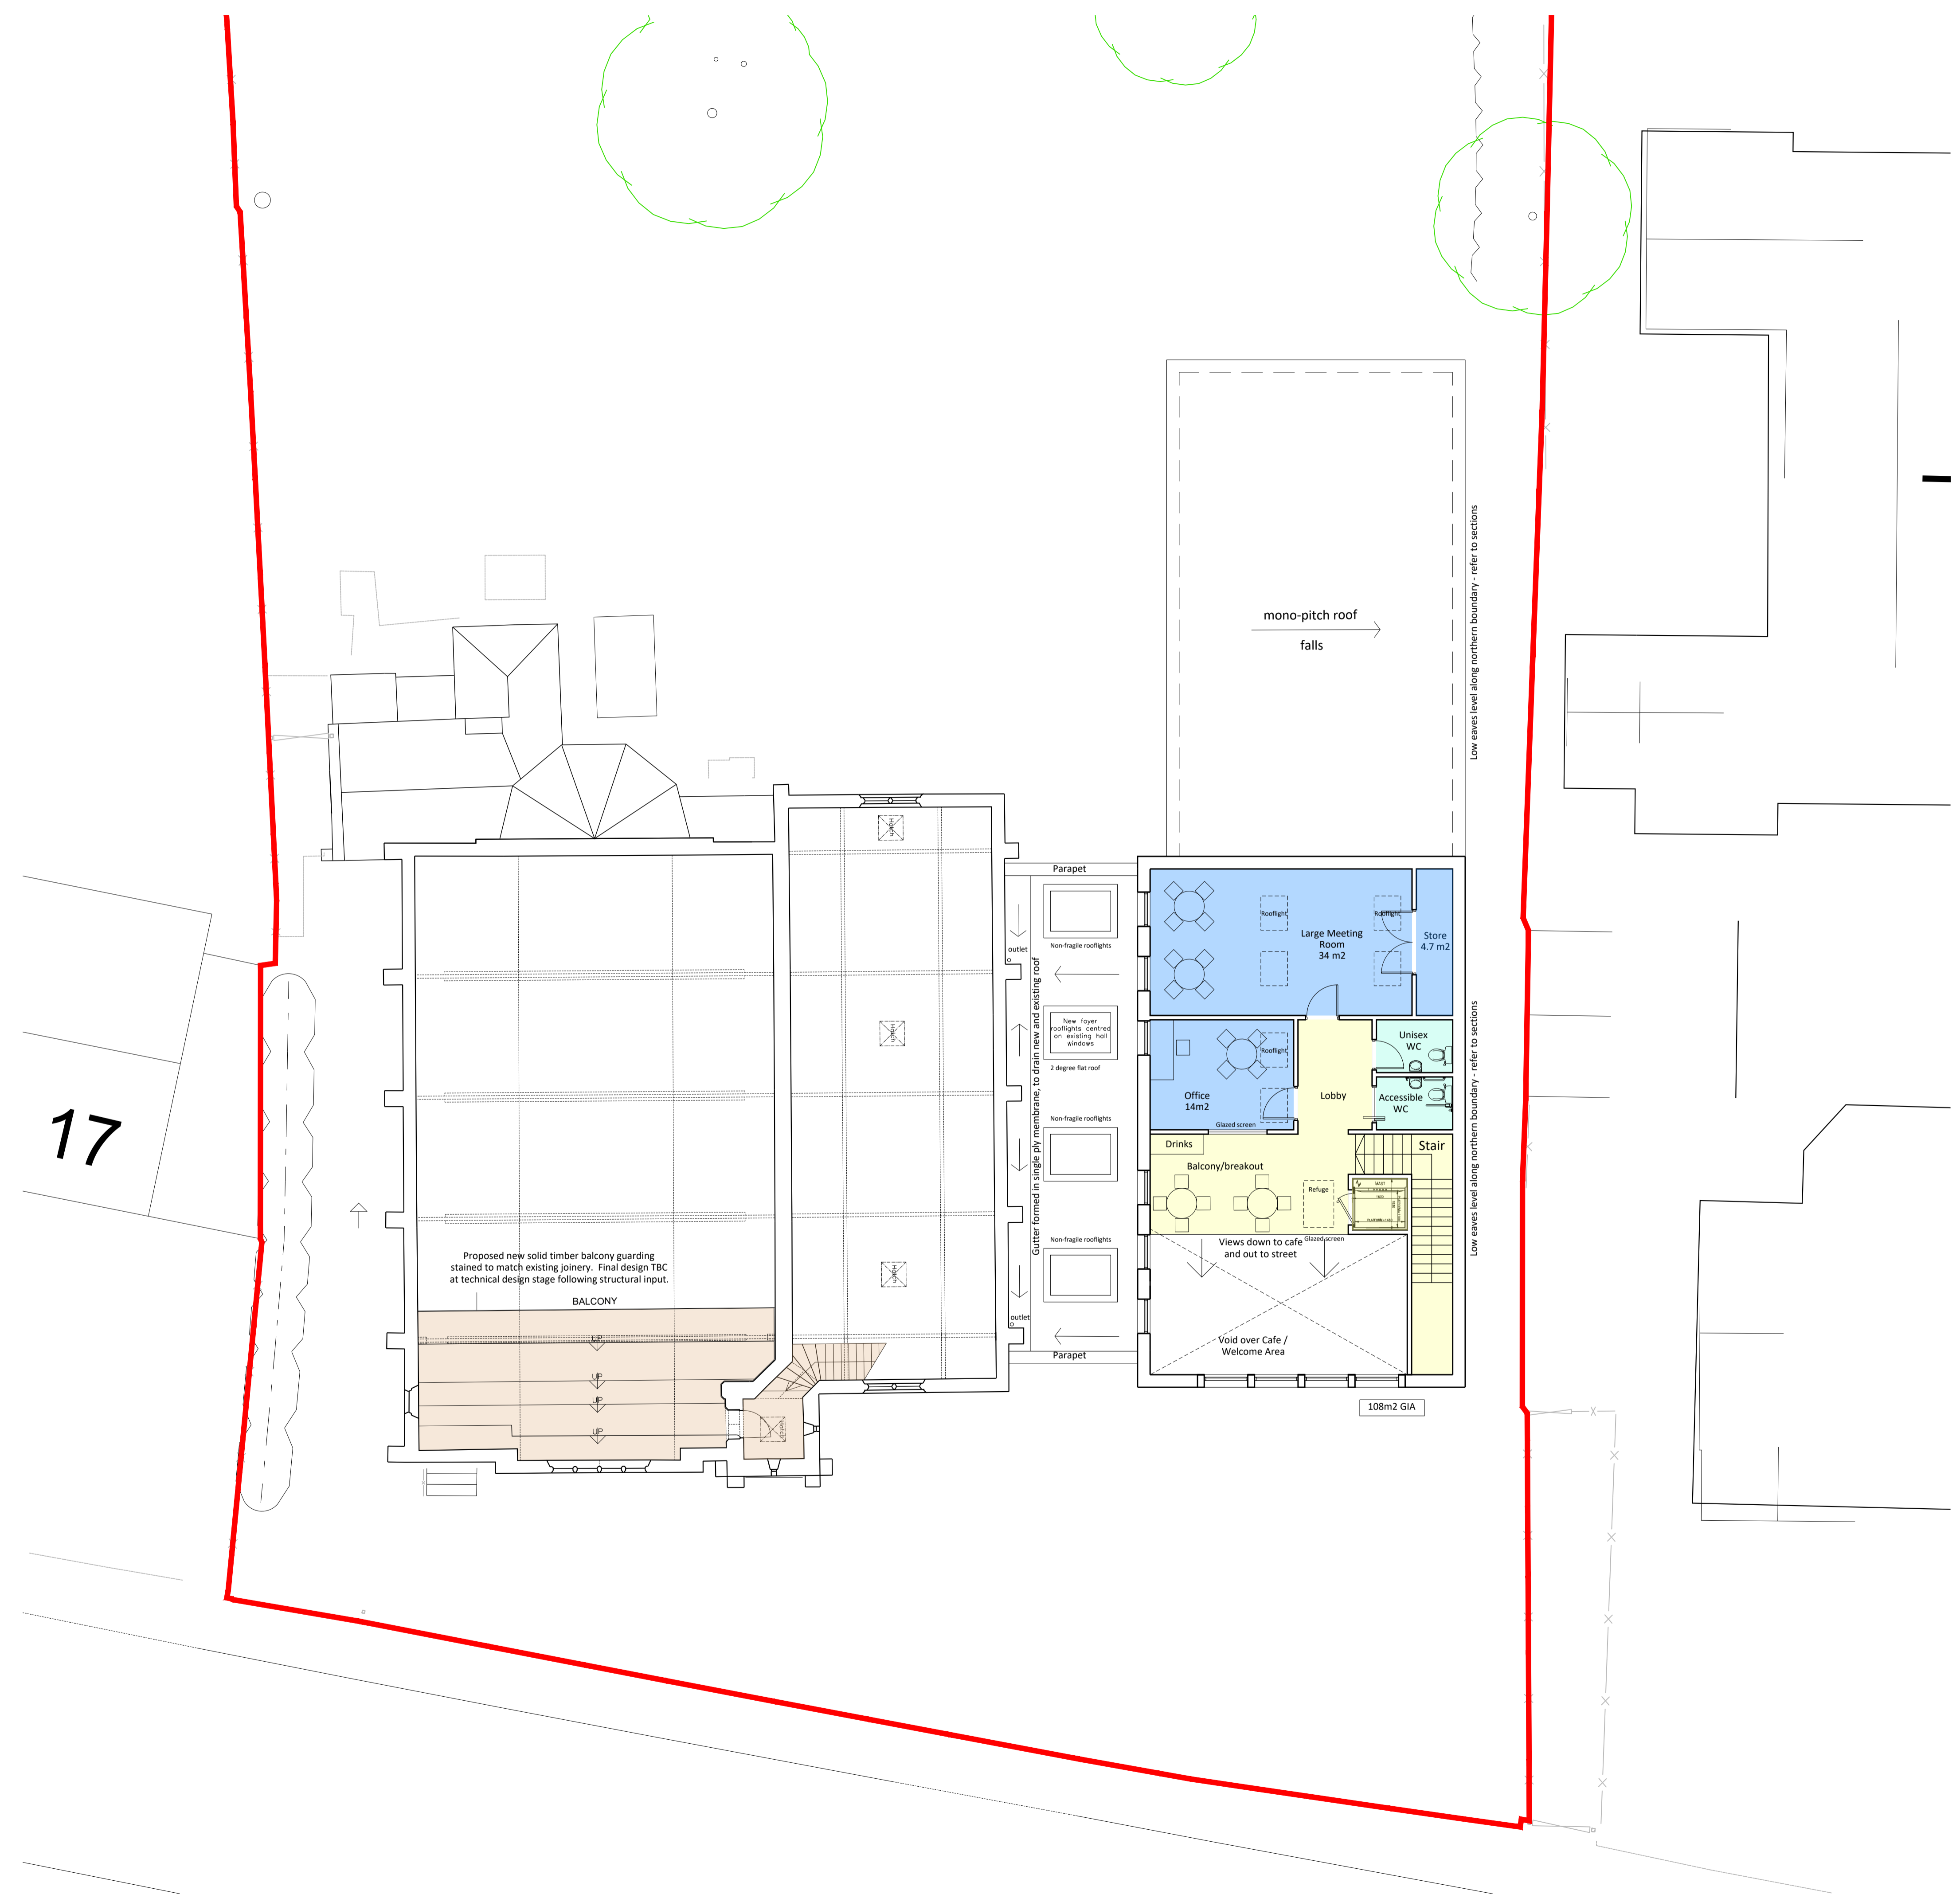 mono-pitch roof
falls
Low eaves level along northern boundary - refer to sections
Hatch
Parapet
outlet
Non-fragile rooflights
Gutter formed in single ply membrane, to drain new and existing roof
New foyer
rooflights centred
on existing hall
windows
2 degree flat roof
Non-fragile rooflights
Non-fragile rooflights
outlet
Parapet
Hatch
Hatch
Rooflight
Rooflight
Large Meeting
Room
34 m2
Store
4.7 m2
Unisex
WC
Rooflight
Office
14m2
Lobby
Accessible
WC
Glazed screen
Drinks
Stair
Balcony/breakout
Refuge
MAST
Glazed screen
Views down to cafe
and out to street
Void over Cafe /
Welcome Area
108m2 GIA
Low eaves level along northern boundary - refer to sections
17
Proposed new solid timber balcony guarding
stained to match existing joinery. Final design TBC
at technical design stage following structural input.
BALCONY
UP
UP
UP
UP
Hatch